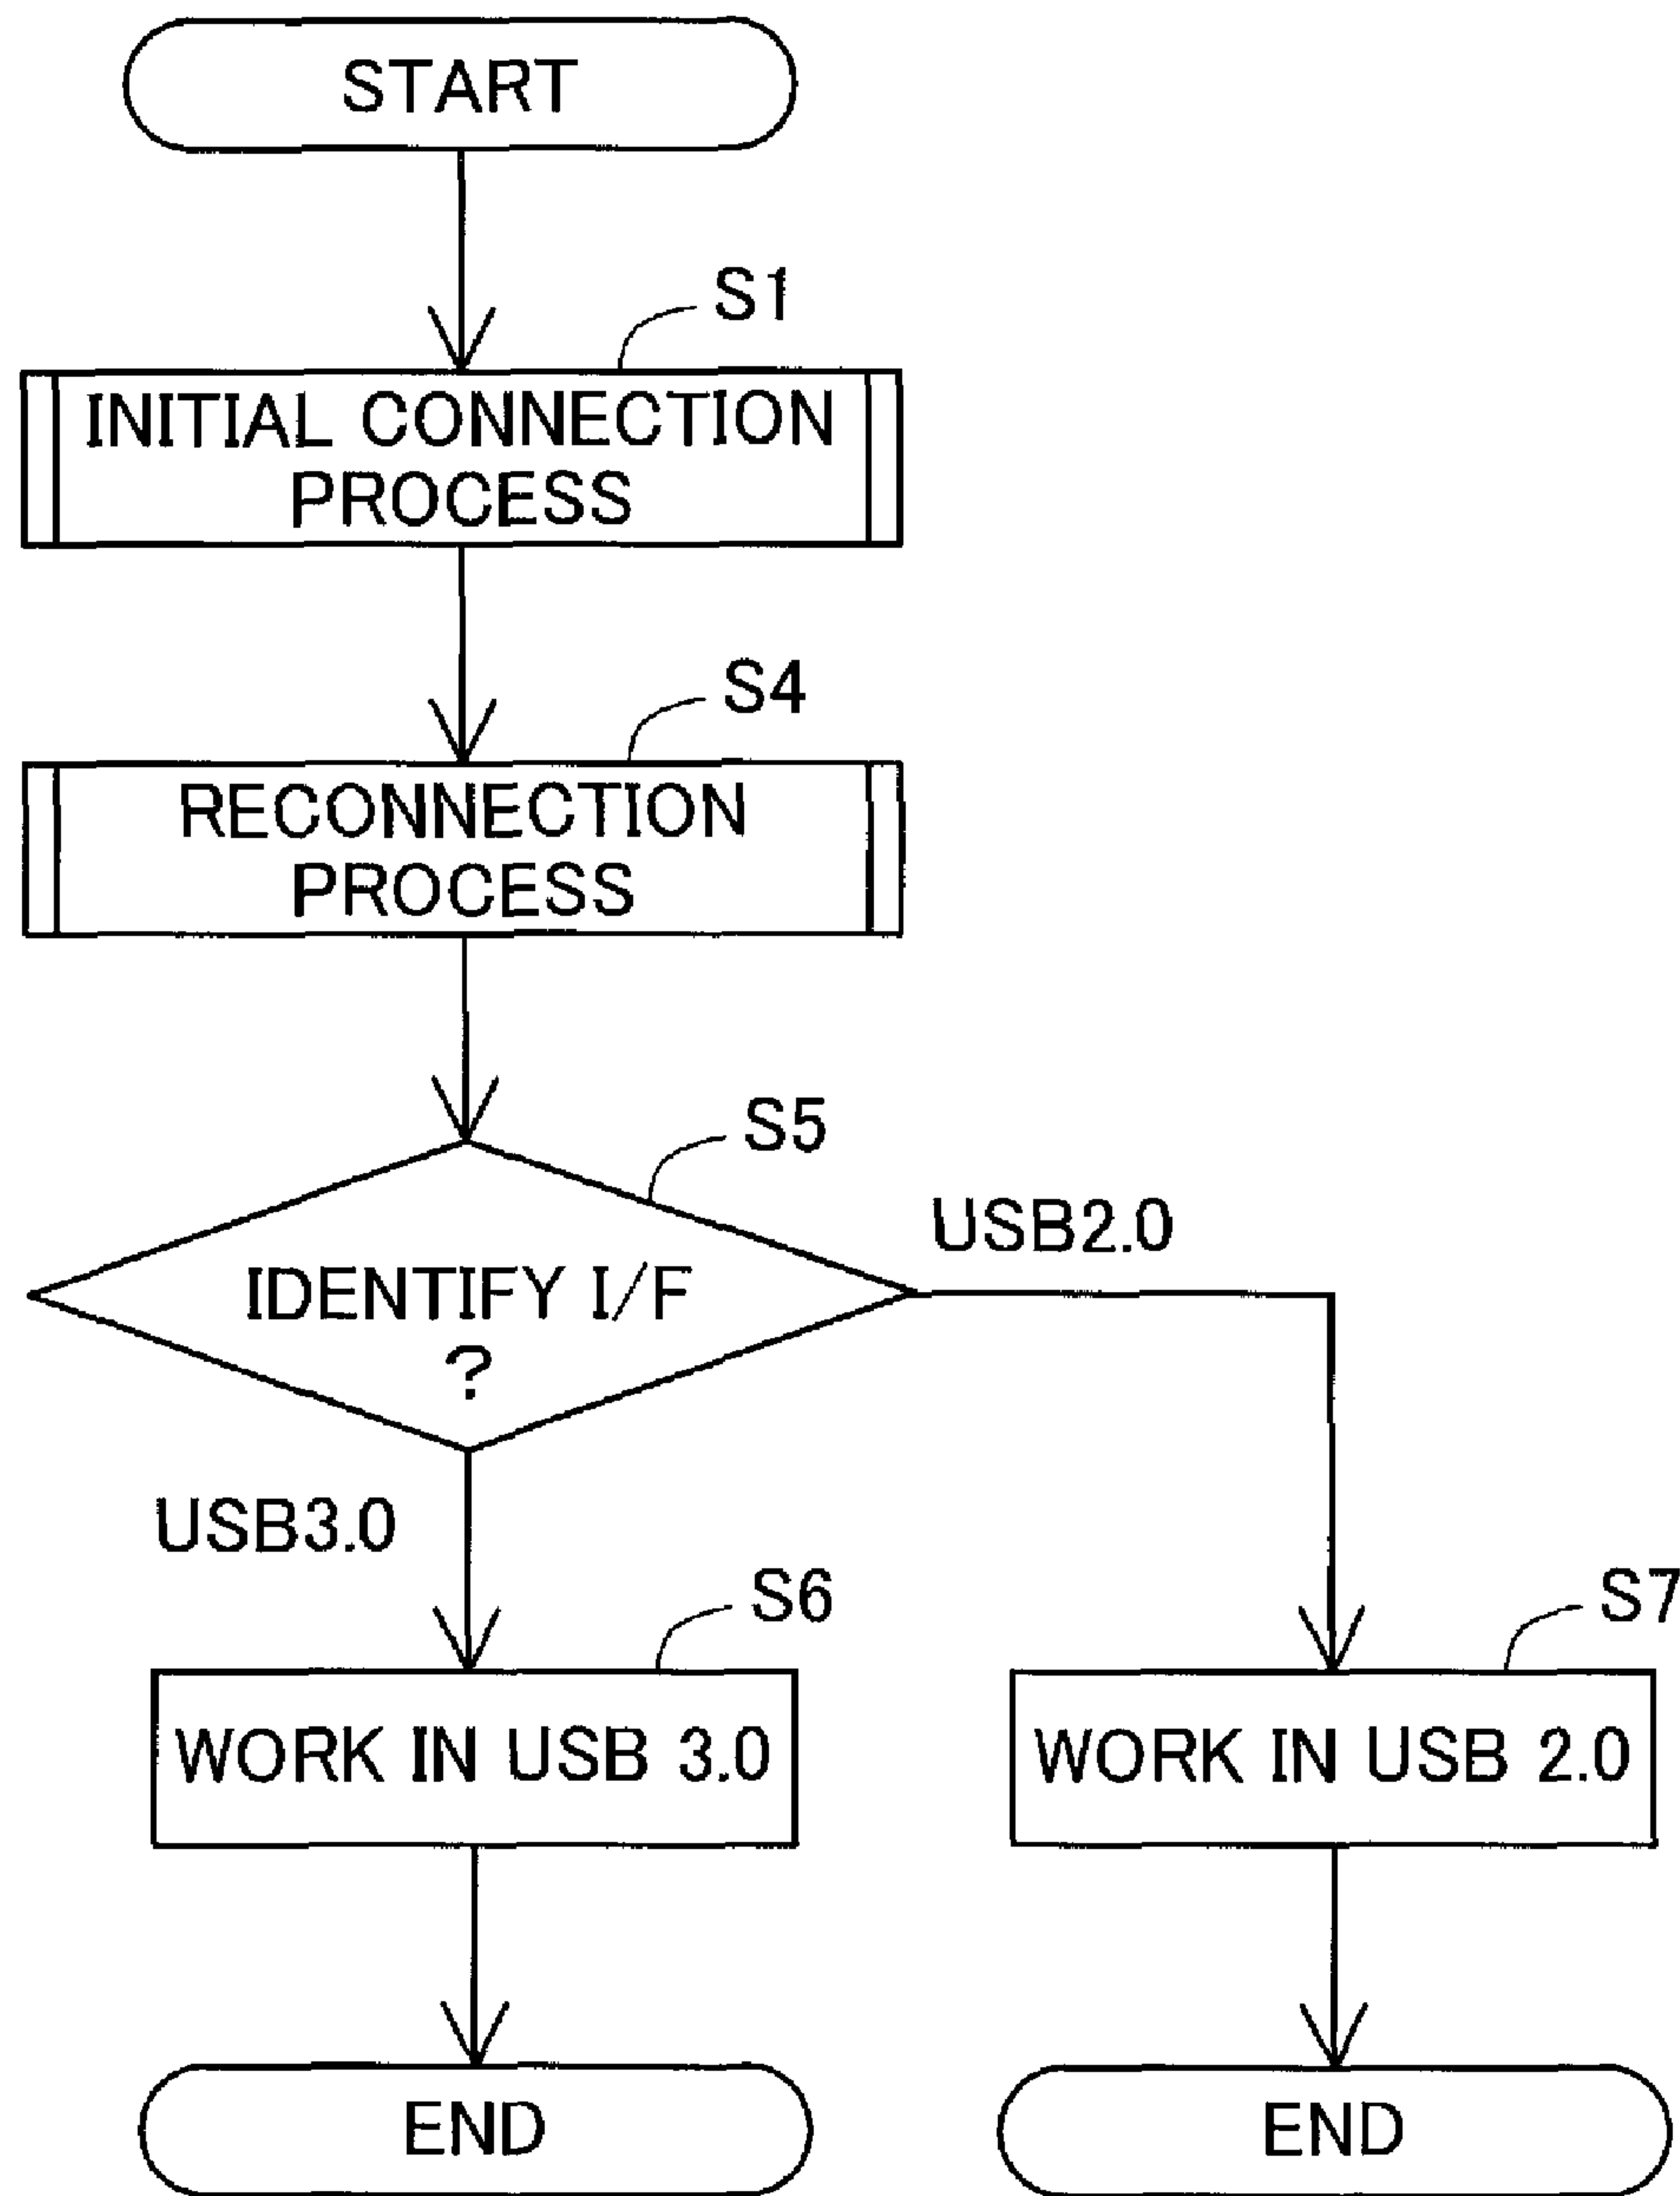 START
S1
INITIAL CONNECTION
PROCESS
S4
RECONNECTION
PROCESS
S5
USB2.0
IDENTIFY I/F
?
USB3.0
S6
S7
WORK IN USB 3.0
WORK IN USB 2.0
END
END